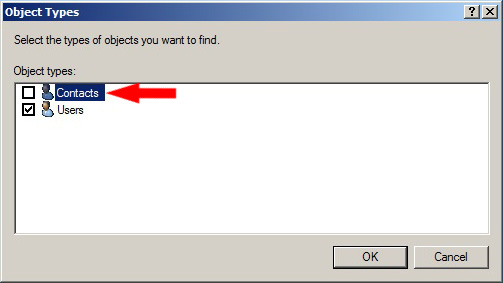 Object Types
Select the types of objects you want to find.
Object types:
Contacts
Users
OK
Cancel